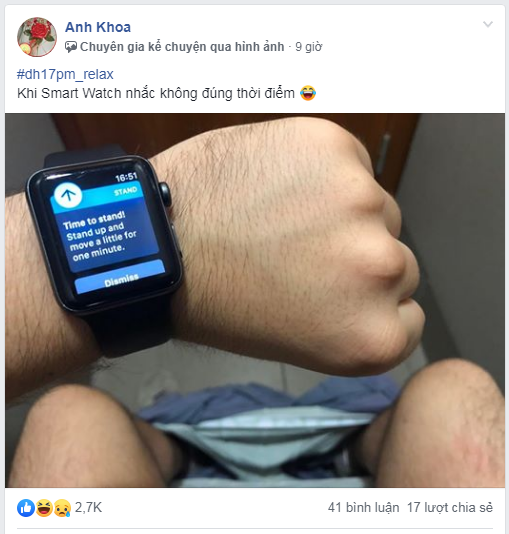 Anh Khoa
Chuyên gia kể chuyện qua hình ảnh · 9 giờ
#dh17pm_relax
Khi Smart Watch nhắc không đúng thời điểm 😂
16:51
STAND
Time to stand!
Stand up and
move a little for
one minute.
Dismiss
2,7K
41 bình luận 17 lượt chia sẻ